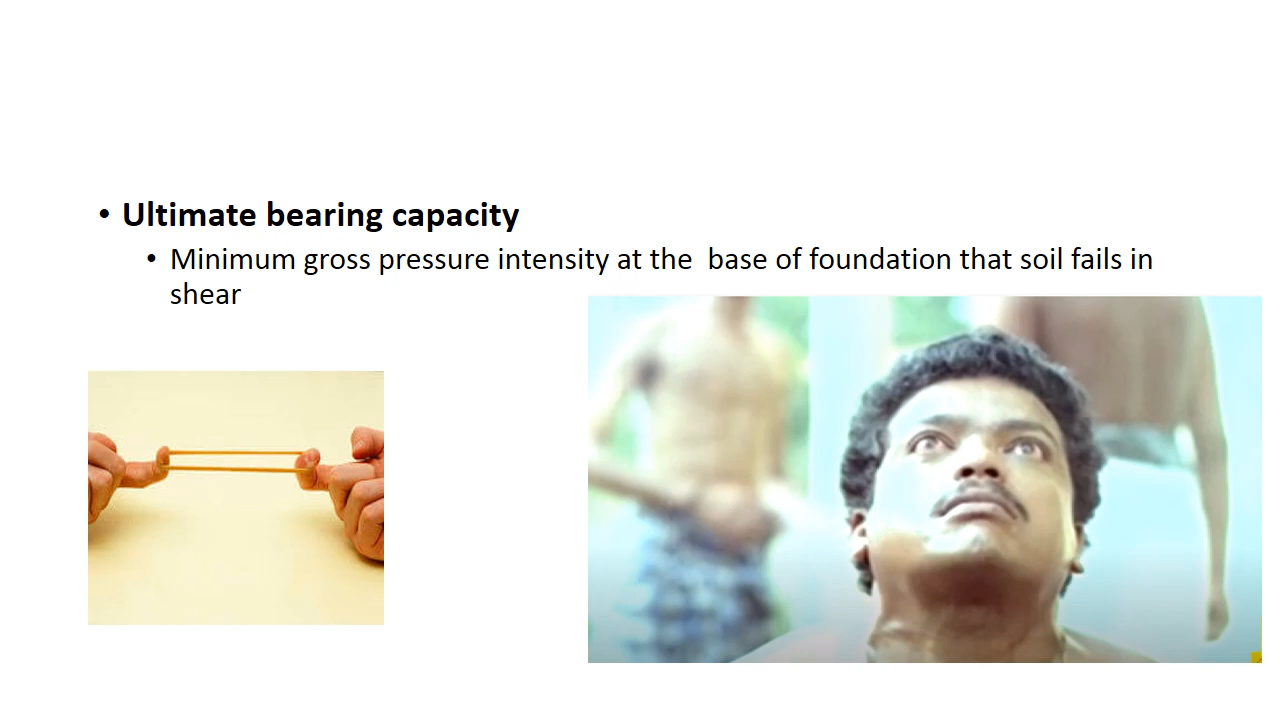 • Ultimate bearing capacity
• Minimum gross pressure intensity at the  base of foundation that soil fails in
shear